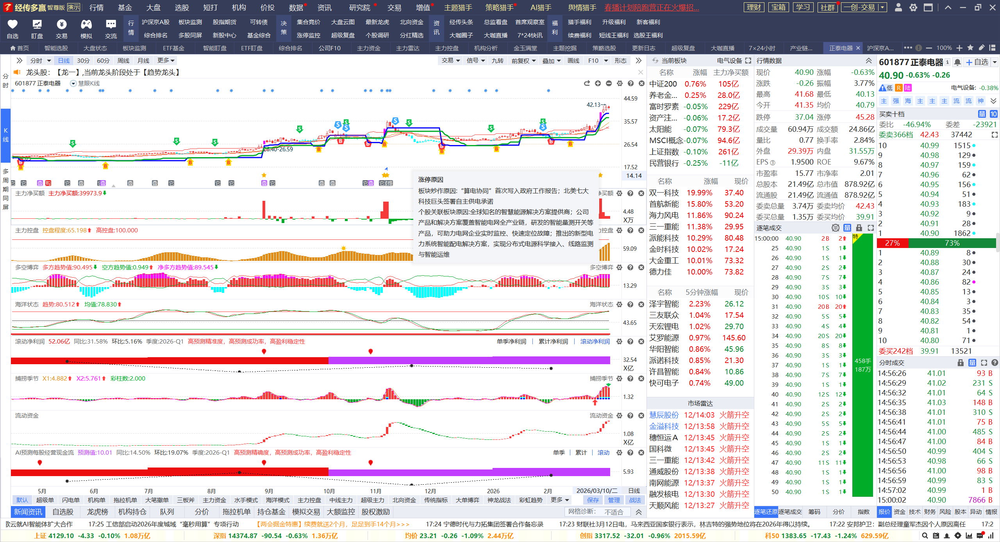 经传多赢 智尊版 演示 行情 基金 大盘 选股 短打 机构 价投 数据 资讯 研究院 交易 增值 主题猎手 策略猎手 AI猎手 舆情猎手 春播计划陪跑营正在火爆招... 理财 宝箱 学习 社群 一创-交易
自选 盯盘 交易 模拟 交流
行情 沪深京A股 板块监测 股指期货 可转债 决策 集合竞价 大盘云图 最新龙虎 北向资金 资讯 经传头条 总监看盘 首席观察室 福利 猎手福利 升级福利 新客福利
综合排名 多股同屏 新股中心 基金综合 涨停监控 超级复盘 个股调研 分红精选 大咖圈子 大咖直播 7*24快讯 续费福利 短线王福利 选股王福利
首页 智能选股 大盘状态 板块监测 ETF基金 智能盯盘 ETF盯盘 综合排名 公司F10 主力资金 主力雷达 主力控盘 机构分析 金玉满堂 主题挖掘 策略选股 更新日志 超级复盘 大咖直播 7×24小时 产业链... 正泰电器 沪深京A... 100%
分时 日线 30分 60分 周线 月线 更多 交易 信号 九转 前复权 叠加 画线 F10 形态
分时
K线
多周期同屏
龙头股：【龙一】,当前龙头阶段处于【趋势龙头】
601877 正泰电器 慧眼K线
44.59
42.13
35.57
26.54
26.40-26.59
17.52
14.14
涨停原因
板块炒作原因：“算电协同”首次写入政府工作报告；北美七大
科技巨头签署自主供电承诺
个股关联板块原因:全球知名的智慧能源解决方案提供商；公司
产品和解决方案覆盖智能电网全产业链，研发的智能量测开关等
产品，可助力电网企业实时监控、快速定位故障；推出的新型电
力系统智能配电解决方案，实现分布式电源科学接入、线路监测
与智能运维
主力净买额 主力净买额:39973.9
4.48
X万
主力控盘 控盘程度:65.198 高控盘:100.000
59.09
多空博弈 多方趋势值:90.495 空方趋势值:0.949 净多方趋势值:89.545 多空博弈
13.29
海洋状态 趋势:80.512 均值:78.830 海洋状态
43.65
滚动净利润 52.06亿 同比:31.58% 环比:5.16% 季度:2026-Q1 高预测精准度，高预测成功率，高盈利稳定性 单季净利润 累计净利润 滚动净利润
32.54
X亿
捕捞季节 X1:4.882 X2:5.761 彩柱数:2.000 捕捞季节
1.32
流动资金 流动资金
1.08
X亿
AI预测每股经营现金流 预测值:10.01 同比:14.50% 环比:19.07% 季度:2026-Q1 高预测精确度，高预测成功率，高盈利稳定性 单季 累计 滚动
5.93
5月 6月 7月 8月 9月 10月 11月 12月 2026 2月 2026/03/10/二 日线
默认 超级单 闪电单 机构单 拖拉机单 大笔撤单 三板斧 主力资金 水手模式 海洋模式 主力控盘 中线主力 超级主力 北向资金 传统指标 大单博弈 神龙战法 彩虹趋势 更多 保存 管理 战法
新闻资讯 自选股 龙虎榜 机构持仓 队列 分价 拖拉机单 持仓基金 模拟交易 大额监控 股权激励 网格诊断： 不适合
当前板块 电气设备
名称 涨幅 主力净买额
中证200 0.76% 105亿
养老金... 0.25% 28.0亿
富时罗素 -0.05% 229亿
资产注... -0.06% 17.2亿
太阳能 -0.07% 79.3亿
MSCI概念 -0.07% 94.6亿
上证指数 -0.10% 261亿
民营银行 -0.25% -11亿
名称 涨幅 现价
双一科技 19.99% 37.40
首航新能 15.80% 53.20
海力风电 11.86% 90.24
三一重能 11.38% 29.95
派能科技 10.29% 80.48
金时科技 10.02% 17.24
大金重工 10.01% 73.32
德力佳 10.00% 73.82
名称 5分钟涨幅 现价
泽宇智能 2.23% 26.12
三友联众 1.04% 17.54
天宏锂电 1.02% 29.70
艾罗能源 0.97% 145.60
华阳智能 0.86% 45.96
派诺科技 0.85% 21.30
许昌智能 0.84% 10.86
快可电子 0.74% 49.00
市场雷达
慧辰股份 12/14:03 火箭升空
金溢科技 12/13:58 火箭升空
穗恒运A 12/13:45 火箭升空
国科微 12/13:45 火箭升空
三一重能 12/13:42 火箭升空
通威股份 12/13:38 火箭升空
南网能源 12/13:37 火箭升空
融发核电 12/13:30 火箭升空
天顺风能 12/13:27 火箭升空
行情数据
现价 40.90 涨幅 -0.63%
涨跌 -0.26 振幅 3.77%
最高 41.68 最低 40.13
今开 41.35 均价 40.79
跌停 37.04 涨停 45.28
成交量 60.94万 成交额 24.86亿
量比 0.77 换手率 2.84%
外盘 29.39万 内盘 31.55万
EPS③ 1.9500 ROE 9.67%
市盈率 15.77 市净率 2.01
总股本 21.49亿 总市值 878.92亿
流通股 21.49亿 流通值 878.92亿
委卖总量 3.74万 委卖均价 42.43
委买总量 1.35万 委买均价 39.91
逐笔成交 单 量
15:00:00 40.90 2 B 2
25 40.90 1 S 1
26 40.90 1 S 1
27 40.90 2 S 2
28 40.90 7 S 7
29 40.90 3 S 3
30 40.90 10 S 10
31 40.90 20 B 20
32 40.90 5 S 5
33 40.90 4 S 4
34 40.90 20 S 20
35 40.90 8 S 8
36 40.90 3 S 3
37 40.90 1 S 1
38 40.90 7 S 7
39 40.90 1 S 1
40 40.90 12 S 12
41 40.90 2 S 2
42 40.90 2 S 2
43 40.90 5 S 5
44 40.90 2 S 2
45 40.90 1 S 1
46 40.90 2 S 2
47 40.90 11 S 11
48 40.90 1 S 1
49 40.90 1 S 1
50 40.90 1 S 1
特
458手
187万
逐笔还原 逐笔成交 筹码 分价 指数
601877 正泰电器 自选
40.90 -0.63% -0.26
低 R 陆 电气设备: -0.38%
主 强 海 主 主 主 流 流 神
买卖十档 量 10
委比 -46.94% 委差 -23921
委卖366档 42.43 37442
10 40.99 1515
9 40.98 129
8 40.97 159
7 40.96 62
6 40.95 156
5 40.94 51
4 40.93 183
3 40.92 9
2 40.91 28
1 40.90 1862
27% 73%
1 40.89 8
2 40.88 30
3 40.87 24
4 40.86 82
5 40.85 13
6 40.84 3
7 40.83 35
8 40.82 54
9 40.81 1
10 40.80 71
委买242档 39.91 13521
分时成交 量
14:56:26 41.01 93 B
14:56:29 41.02 231 S
14:56:32 41.01 64 S
14:56:35 41.03 148 B
14:56:38 41.01 310 S
14:56:41 41.01 75 B
14:56:44 41.00 485 S
14:56:47 41.00 84 B
14:56:50 40.99 404 S
14:56:53 40.98 66 S
14:56:56 41.00 98 B
14:56:59 40.99 83 S
14:57:02 40.99 1 B
15:00:02 40.90 7866 B
报价 资金 技术 财务 风险 股本 异动 情报
歌云就AI智能体扩大合作 17:25 工信部启动2026年度城域“毫秒用算”专项行动 【两会掘金特惠】续费就送2个月，足足到手14个月>>> 17:24 宁德时代与力拓集团签署合作备忘录 17:23 财联社3月12日电，马来西亚国家银行表示，林吉特的强势地位将在2026年得以持续。 17:22 安邦护卫：副总经理童军杰因个人原因离任 17:2
上证 4129.10 -4.33 -0.10% 1.08万亿 深指 14374.87 -90.54 -0.63% 1.36万亿 均价 23.21 -0.26 -1.09% 2.44万亿 创指 3317.52 -32.01 -0.96% 2015.59亿 科50 1383.65 -17.43 -1.24% 629.59亿